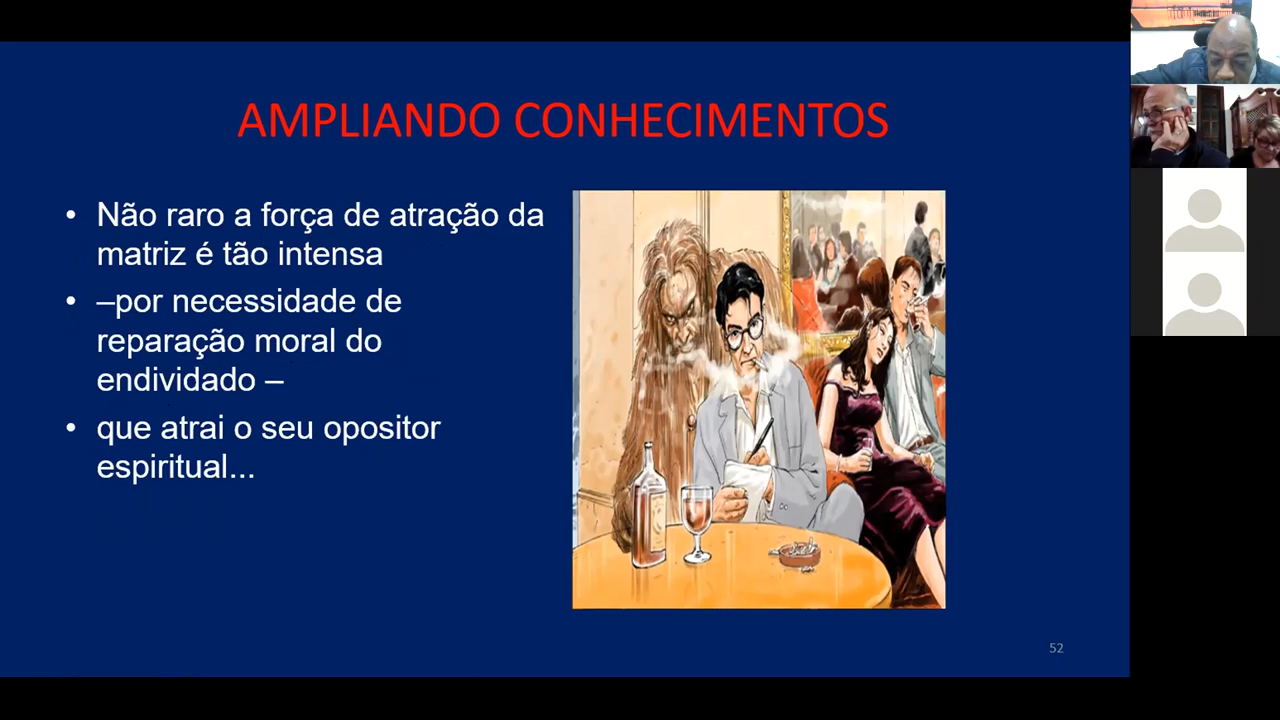 AMPLIANDO CONHECIMENTOS
• Não raro a força de atração da
matriz é tão intensa
• –por necessidade de
reparação moral do
endividado –
• que atrai o seu opositor
espiritual...
52